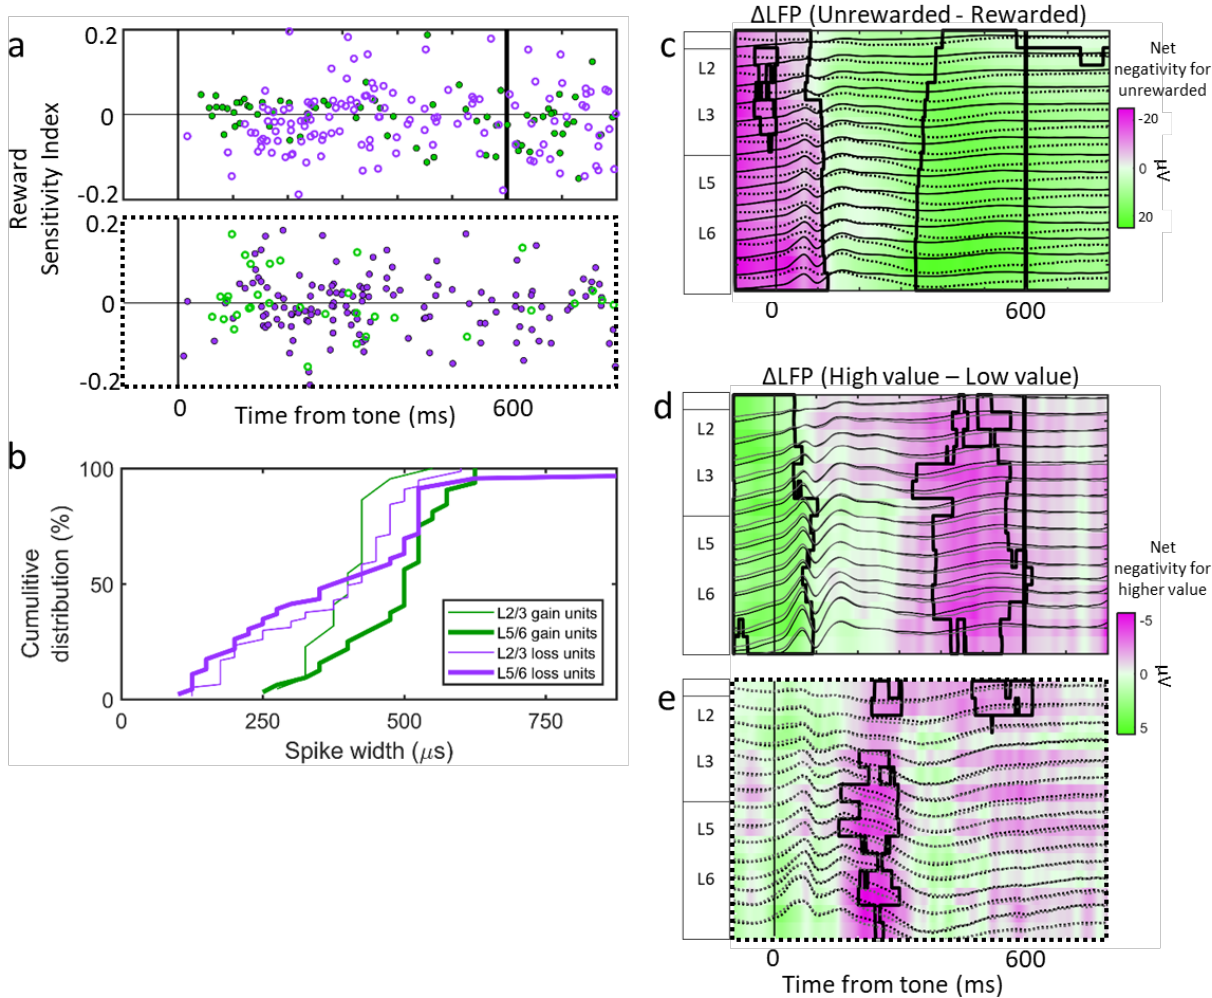 a
Reward
Sensitivity Index
0.2
0
-0.2
0.2
0
-0.2
0
Time from tone (ms)
600
b
Cumulitive
distribution (%)
100
50
0
0
250
500
750
Spike width (μs)
L2/3 gain units
L5/6 gain units
L2/3 loss units
L5/6 loss units
c
ΔLFP (Unrewarded - Rewarded)
L2
L3
L5
L6
0
600
Net
negativity for
unrewarded
-20
0
20
μV
d
ΔLFP (High value – Low value)
L2
L3
L5
L6
Net
negativity for
higher value
-5
0
5
μV
e
L2
L3
L5
L6
0
600
Time from tone (ms)